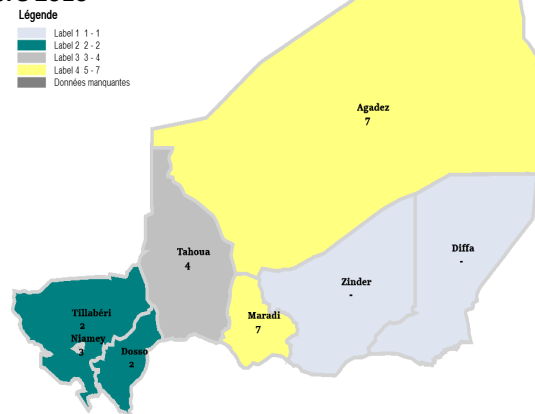 Légende
Label 1 1 - 1
Label 2 2 - 2
Label 3 3 - 4
Label 4 5 - 7
Données manquantes
Agadez
7
Diffa
-
Tahoua
4
Zinder
-
Maradi
7
Tillabéri
2
Niamey
3
Dosso
2